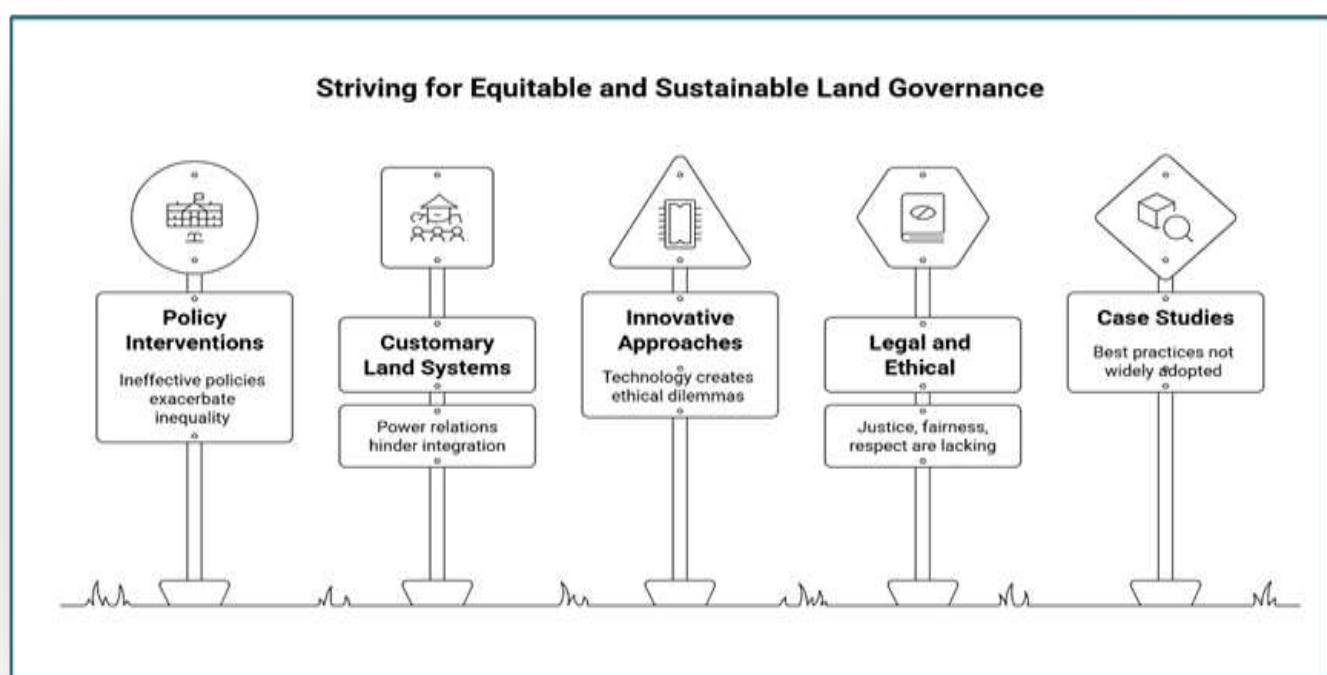 Striving for Equitable and Sustainable Land Governance
Policy
Interventions
Ineffective policies
exacerbate
inequality
Customary
Land Systems
Power relations
hinder integration
Innovative
Approaches
Technology creates
ethical dilemmas
Legal and
Ethical
Justice, fairness,
respect are lacking
Case Studies
Best practices not
widely adopted